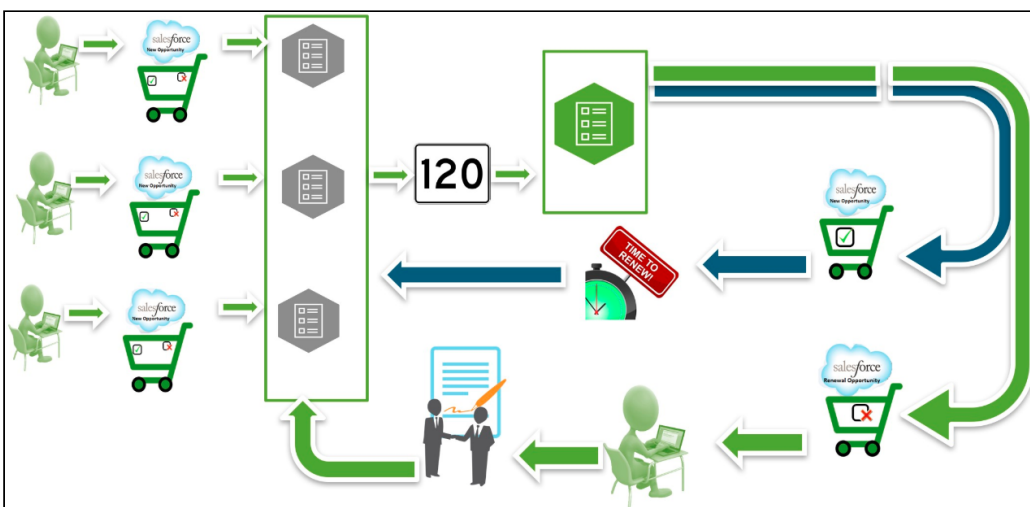 salesforce
New Opportunity
salesforce
New Opportunity
120
salesforce
New Opportunity
TIME TO
RENEW!
salesforce
New Opportunity
salesforce
Renewal Opportunity